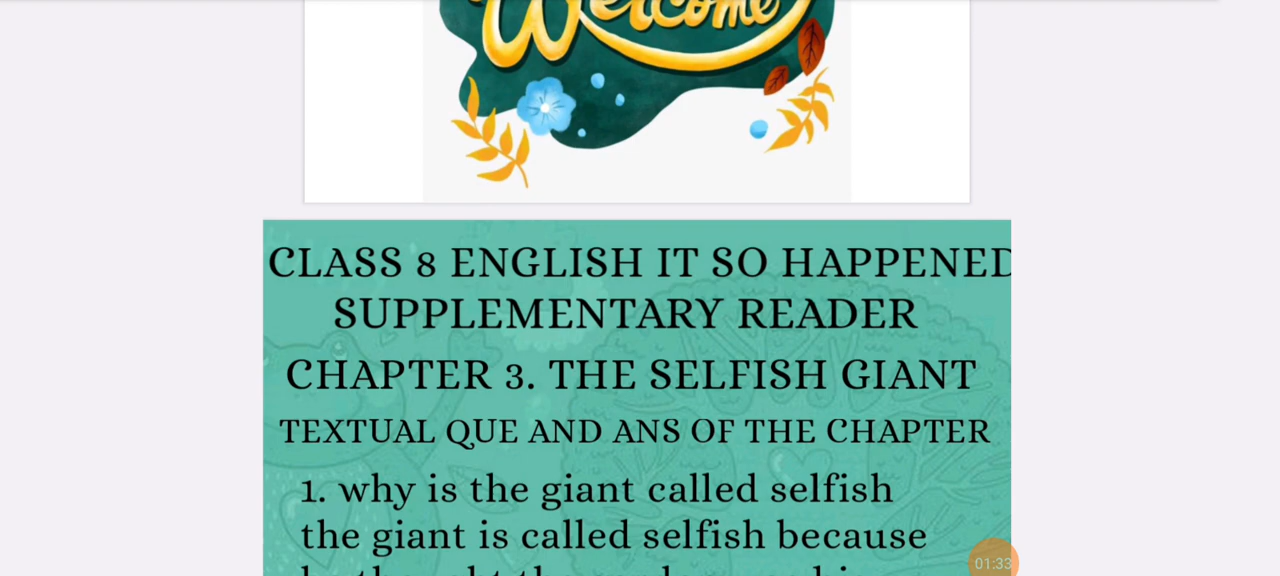 Welcome
CLASS 8 ENGLISH IT SO HAPPENED
SUPPLEMENTARY READER
CHAPTER 3. THE SELFISH GIANT
TEXTUAL QUE AND ANS OF THE CHAPTER
1. why is the giant called selfish
the giant is called selfish because
01:33